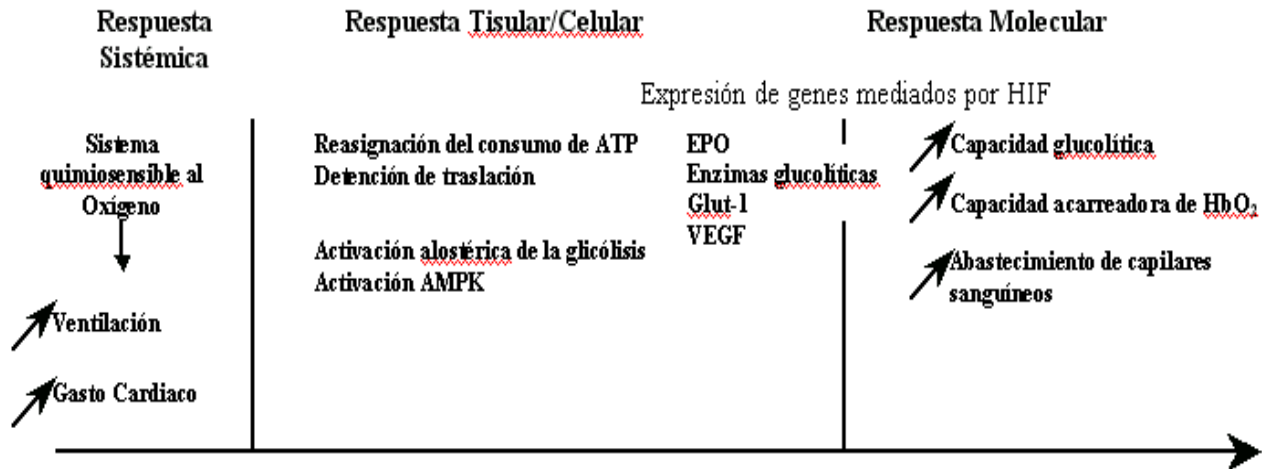 Respuesta
Sistémica
Respuesta Tisular/Celular
Respuesta Molecular
Expresión de genes mediados por HIF
Sistema
quimiosensible al
Oxígeno
Ventilación
Gasto Cardiaco
Reasignación del consumo de ATP
Detención de traslación
Activación alostérica de la glicólisis
Activación AMPK
EPO
Enzimas glucolíticas
Glut-1
VEGF
Capacidad glucolítica
Capacidad acarreadora de HbO₂
Abastecimiento de capilares
sanguíneos